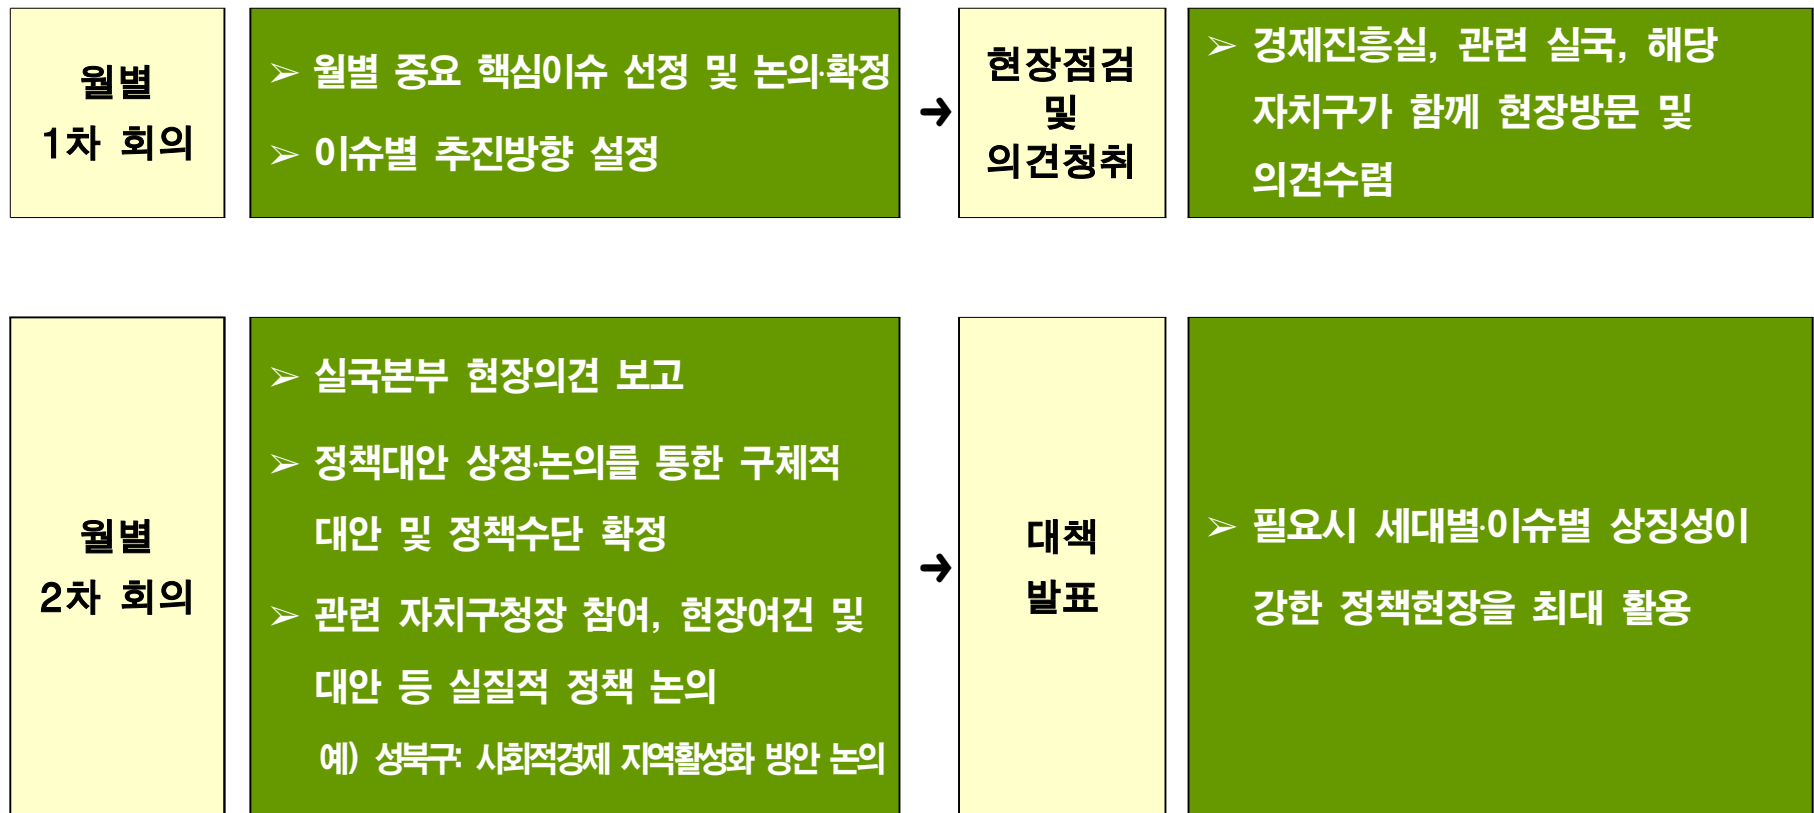 월별
1차 회의
➢ 월별 중요 핵심이슈 선정 및 논의·확정
➢ 이슈별 추진방향 설정
➜
현장점검
및
의견청취
➢ 경제진흥실, 관련 실국, 해당
자치구가 함께 현장방문 및
의견수렴
월별
2차 회의
➢ 실국본부 현장의견 보고
➢ 정책대안 상정·논의를 통한 구체적
대안 및 정책수단 확정
➢ 관련 자치구청장 참여, 현장여건 및
대안 등 실질적 정책 논의
예) 성북구: 사회적경제 지역활성화 방안 논의
➜
대책
발표
➢ 필요시 세대별·이슈별 상징성이
강한 정책현장을 최대 활용